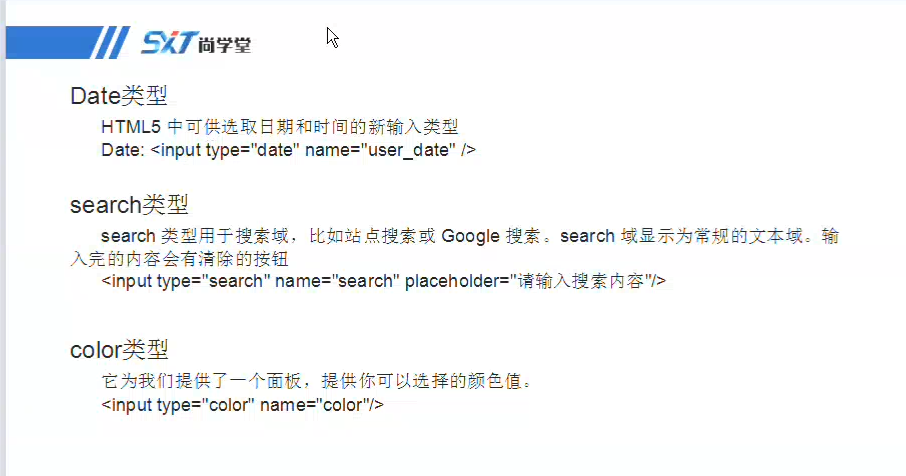 SXT尚学堂
Date类型
HTML5 中可供选取日期和时间的新输入类型
Date: <input type="date" name="user_date" />
search类型
search 类型用于搜索域，比如站点搜索或 Google 搜索。search 域显示为常规的文本域。输
入完的内容会有清除的按钮
<input type="search" name="search" placeholder="请输入搜索内容"/>
color类型
它为我们提供了一个面板，提供你可以选择的颜色值。
<input type="color" name="color"/>